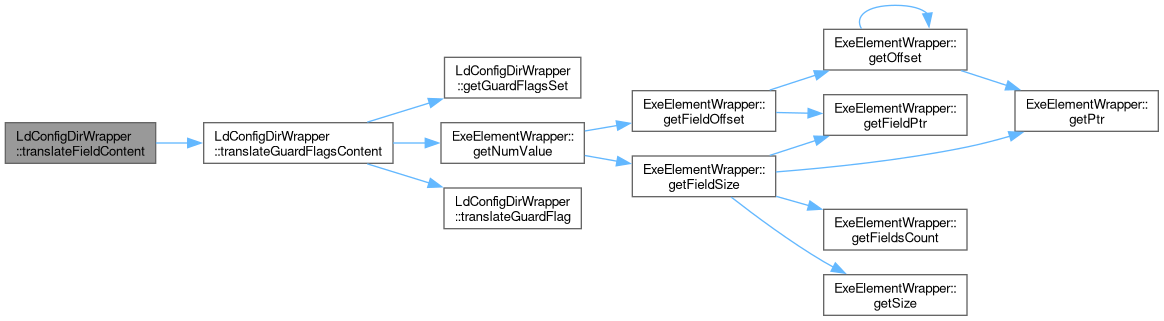 LdConfigDirWrapper
::translateFieldContent
LdConfigDirWrapper
::translateGuardFlagsContent
LdConfigDirWrapper
::getGuardFlagsSet
ExeElementWrapper::
getNumValue
LdConfigDirWrapper
::translateGuardFlag
ExeElementWrapper::
getFieldOffset
ExeElementWrapper::
getFieldSize
ExeElementWrapper::
getOffset
ExeElementWrapper::
getFieldPtr
ExeElementWrapper::
getFieldsCount
ExeElementWrapper::
getSize
ExeElementWrapper::
getPtr